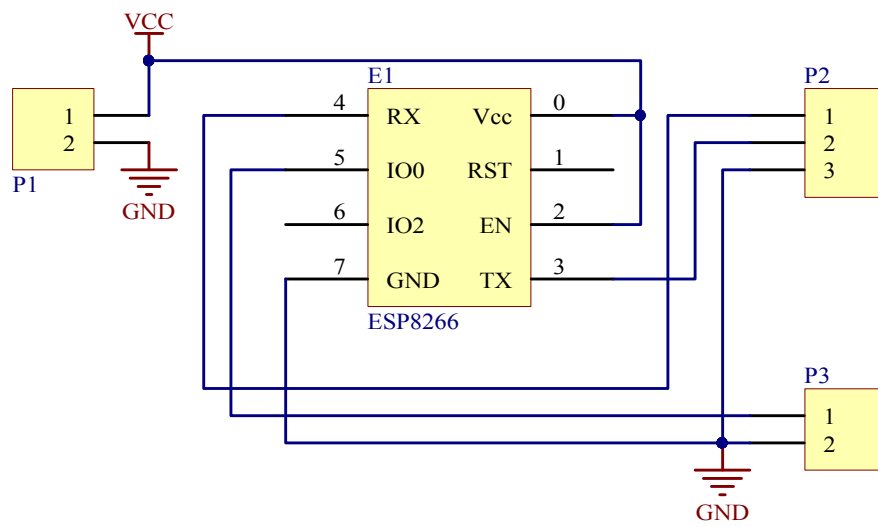 VCC
E1
P2
4 RX Vcc 0
1
1
2
2
3
5 IO0 RST 1
P1
GND
6 IO2 EN 2
7 GND TX 3
ESP8266
P3
1
2
GND